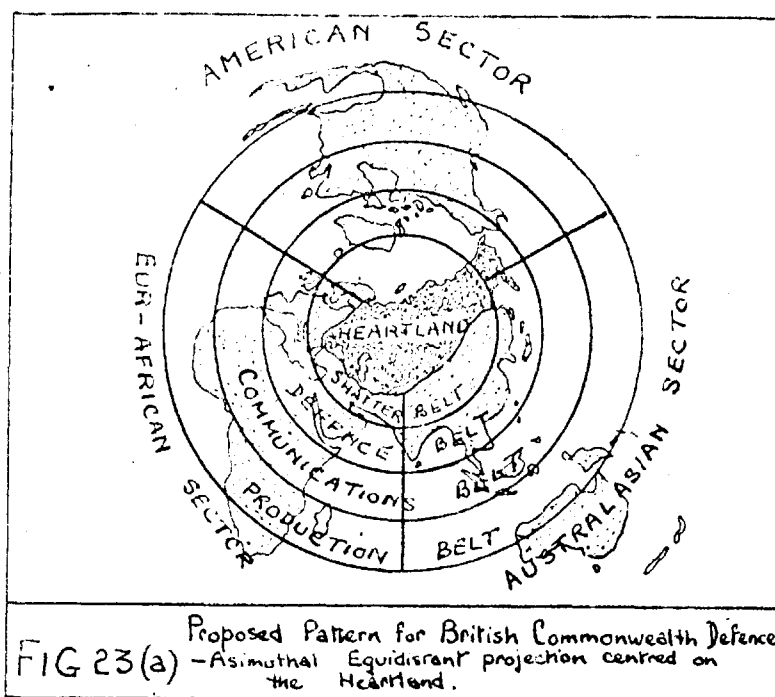 AMERICAN SECTOR
EUR-AFRICAN SECTOR
AUSTRALASIAN SECTOR
HEARTLAND
SHATTER BELT
DEFENCE BELT
COMMUNICATIONS BELT
PRODUCTION BELT
FIG 23(a)
Proposed Pattern for British Commonwealth Defence
-Asimuthal Equidisrant projection centred on
the Heartland.